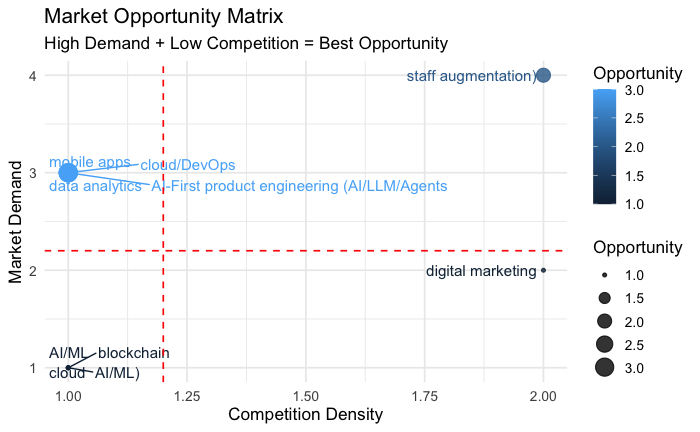 Market Opportunity Matrix
High Demand + Low Competition = Best Opportunity
Market Demand
4
3
2
1
staff augmentation)
mobile apps
cloud/DevOps
data analytics
AI-First product engineering (AI/LLM/Agents
digital marketing
AI/ML
blockchain
cloud
AI/ML)
1.00
1.25
1.50
1.75
2.00
Competition Density
Opportunity
3.0
2.5
2.0
1.5
1.0
Opportunity
1.0
1.5
2.0
2.5
3.0